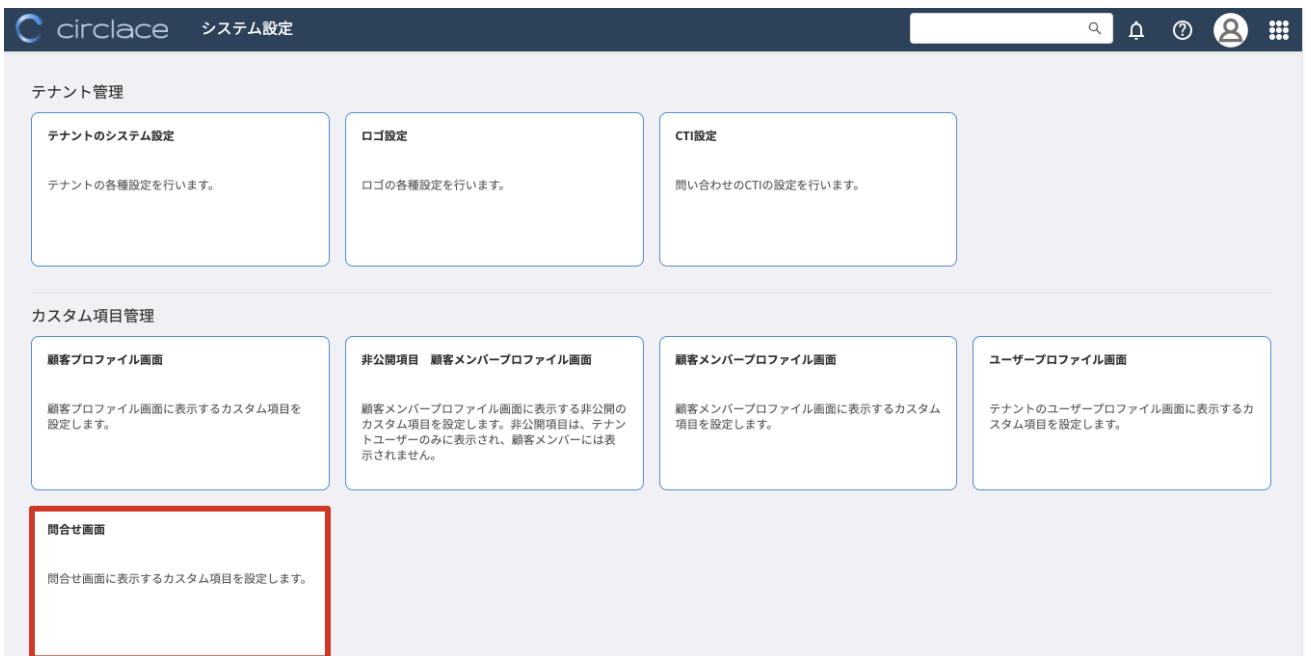 circlace システム設定
テナント管理
テナントのシステム設定
テナントの各種設定を行います。
ロゴ設定
ロゴの各種設定を行います。
CTI設定
問い合わせのCTIの設定を行います。
カスタム項目管理
顧客プロファイル画面
顧客プロファイル画面に表示するカスタム項目を
設定します。
非公開項目　顧客メンバープロファイル画面
顧客メンバープロファイル画面に表示する非公開の
カスタム項目を設定します。非公開項目は、テナン
トユーザーのみに表示され、顧客メンバーには表
示されません。
顧客メンバープロファイル画面
顧客メンバープロファイル画面に表示するカスタム
項目を設定します。
ユーザープロファイル画面
テナントのユーザープロファイル画面に表示するカ
スタム項目を設定します。
問合せ画面
問合せ画面に表示するカスタム項目を設定します。